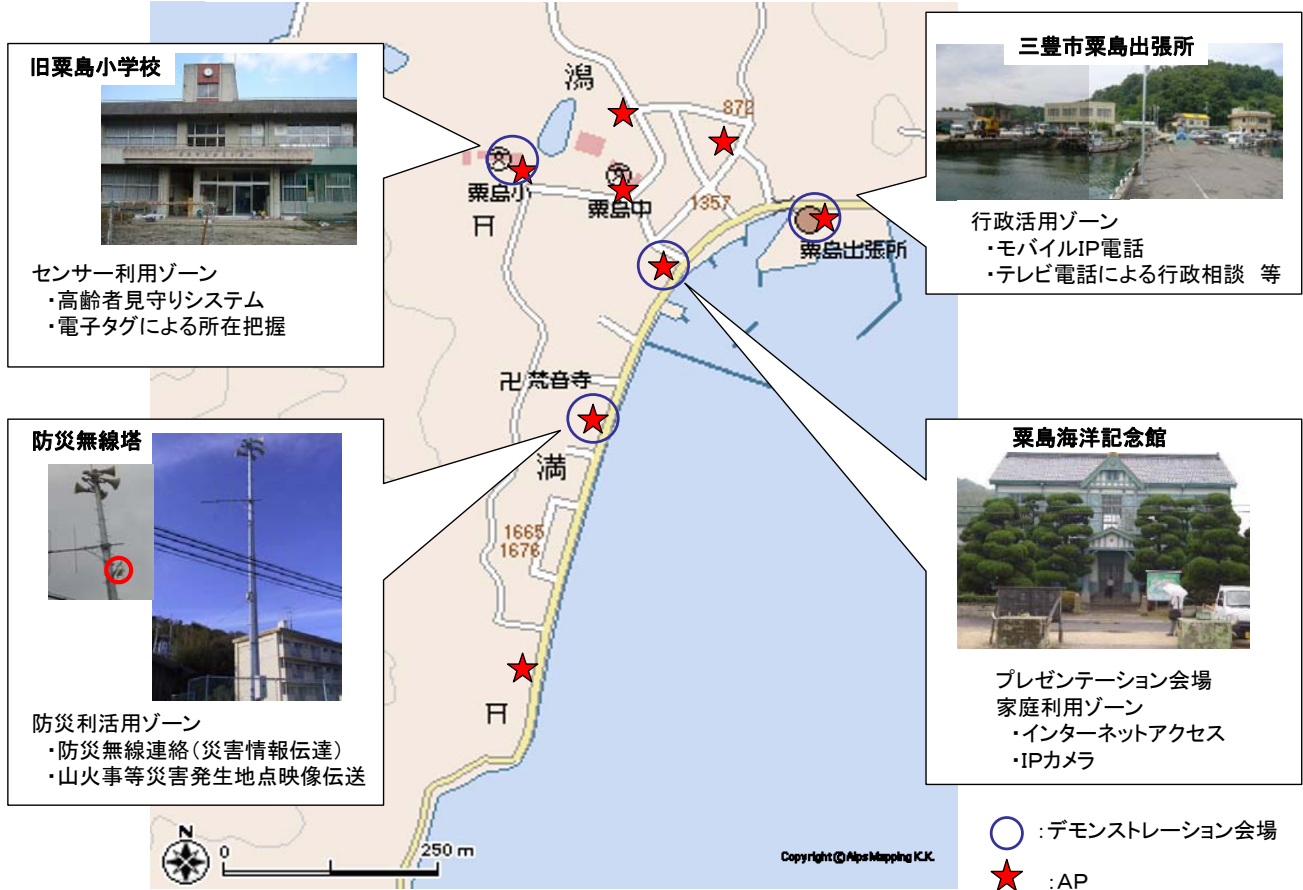 旧粟島小学校
センサー利用ゾーン
・高齢者見守りシステム
・電子タグによる所在把握
三豊市粟島出張所
行政活用ゾーン
・モバイルIP電話
・テレビ電話による行政相談 等
潟
872
粟島小
粟島中
1357
粟島出張所
卍 梵音寺
満
1665
1676
防災無線塔
防災利活用ゾーン
・防災無線連絡(災害情報伝達)
・山火事等災害発生地点映像伝送
粟島海洋記念館
プレゼンテーション会場
家庭利用ゾーン
・インターネットアクセス
・IPカメラ
N
0
250 m
Copyright © Alps Mapping K.K.
:デモンストレーション会場
:AP